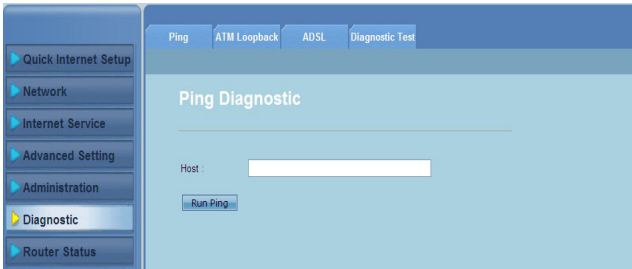 Ping
ATM Loopback
ADSL
Diagnostic Test
Quick Internet Setup
Network
Internet Service
Advanced Setting
Administration
Diagnostic
Router Status
Ping Diagnostic
Host :
Run Ping